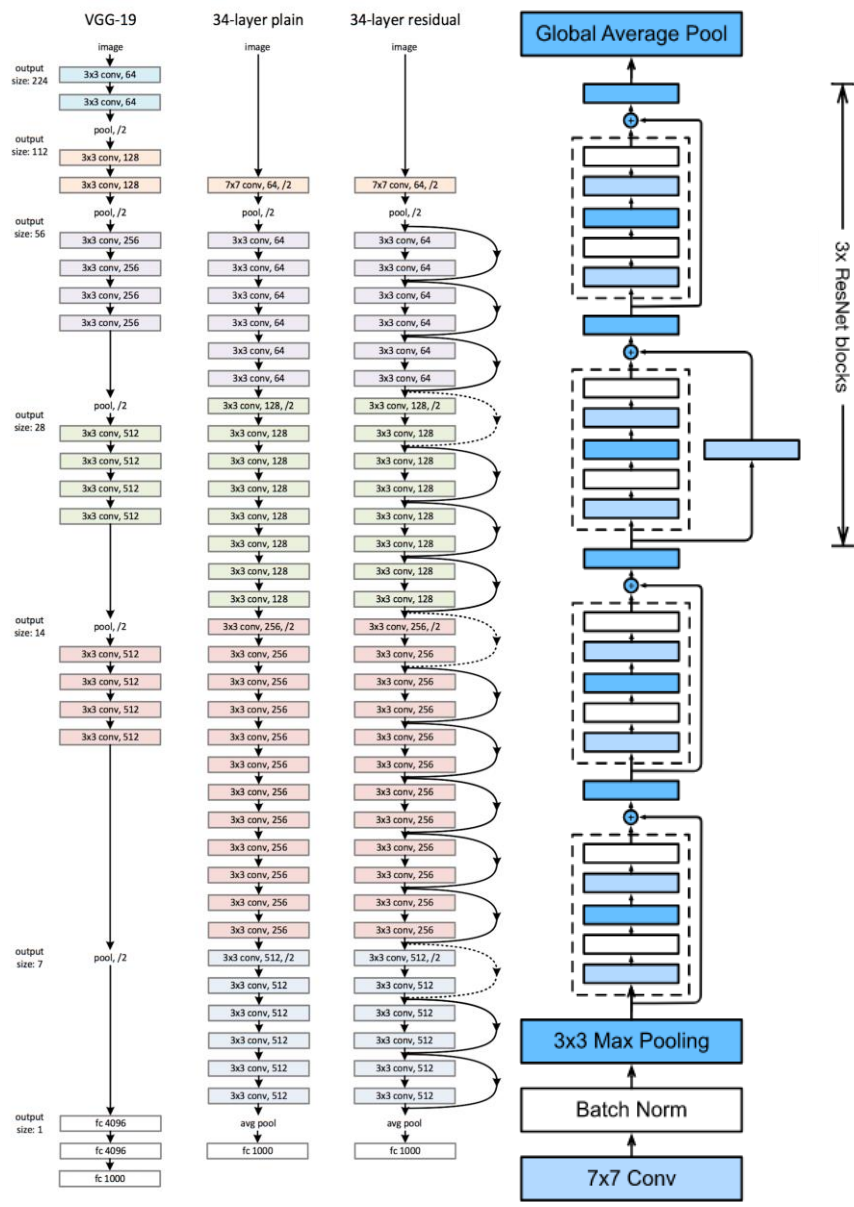 VGG-19
image
output
size: 224
3x3 conv, 64
3x3 conv, 64
pool, /2
output
size: 112
3x3 conv, 128
3x3 conv, 128
pool, /2
output
size: 56
3x3 conv, 256
3x3 conv, 256
3x3 conv, 256
3x3 conv, 256
pool, /2
output
size: 28
3x3 conv, 512
3x3 conv, 512
3x3 conv, 512
3x3 conv, 512
output
size: 14
pool, /2
3x3 conv, 512
3x3 conv, 512
3x3 conv, 512
3x3 conv, 512
output
size: 7
pool, /2
output
size: 1
fc 4096
fc 4096
fc 1000
34-layer plain
image
7x7 conv, 64, /2
pool, /2
3x3 conv, 64
3x3 conv, 64
3x3 conv, 64
3x3 conv, 64
3x3 conv, 64
3x3 conv, 64
3x3 conv, 128, /2
3x3 conv, 128
3x3 conv, 128
3x3 conv, 128
3x3 conv, 128
3x3 conv, 128
3x3 conv, 128
3x3 conv, 128
3x3 conv, 256, /2
3x3 conv, 256
3x3 conv, 256
3x3 conv, 256
3x3 conv, 256
3x3 conv, 256
3x3 conv, 256
3x3 conv, 256
3x3 conv, 256
3x3 conv, 256
3x3 conv, 256
3x3 conv, 256
3x3 conv, 512, /2
3x3 conv, 512
3x3 conv, 512
3x3 conv, 512
3x3 conv, 512
3x3 conv, 512
avg pool
fc 1000
34-layer residual
image
7x7 conv, 64, /2
pool, /2
3x3 conv, 64
3x3 conv, 64
3x3 conv, 64
3x3 conv, 64
3x3 conv, 64
3x3 conv, 64
3x3 conv, 128, /2
3x3 conv, 128
3x3 conv, 128
3x3 conv, 128
3x3 conv, 128
3x3 conv, 128
3x3 conv, 128
3x3 conv, 128
3x3 conv, 256, /2
3x3 conv, 256
3x3 conv, 256
3x3 conv, 256
3x3 conv, 256
3x3 conv, 256
3x3 conv, 256
3x3 conv, 256
3x3 conv, 256
3x3 conv, 256
3x3 conv, 256
3x3 conv, 256
3x3 conv, 512, /2
3x3 conv, 512
3x3 conv, 512
3x3 conv, 512
3x3 conv, 512
3x3 conv, 512
avg pool
fc 1000
Global Average Pool
+
+
+
+
3x3 Max Pooling
Batch Norm
7x7 Conv
3x ResNet blocks